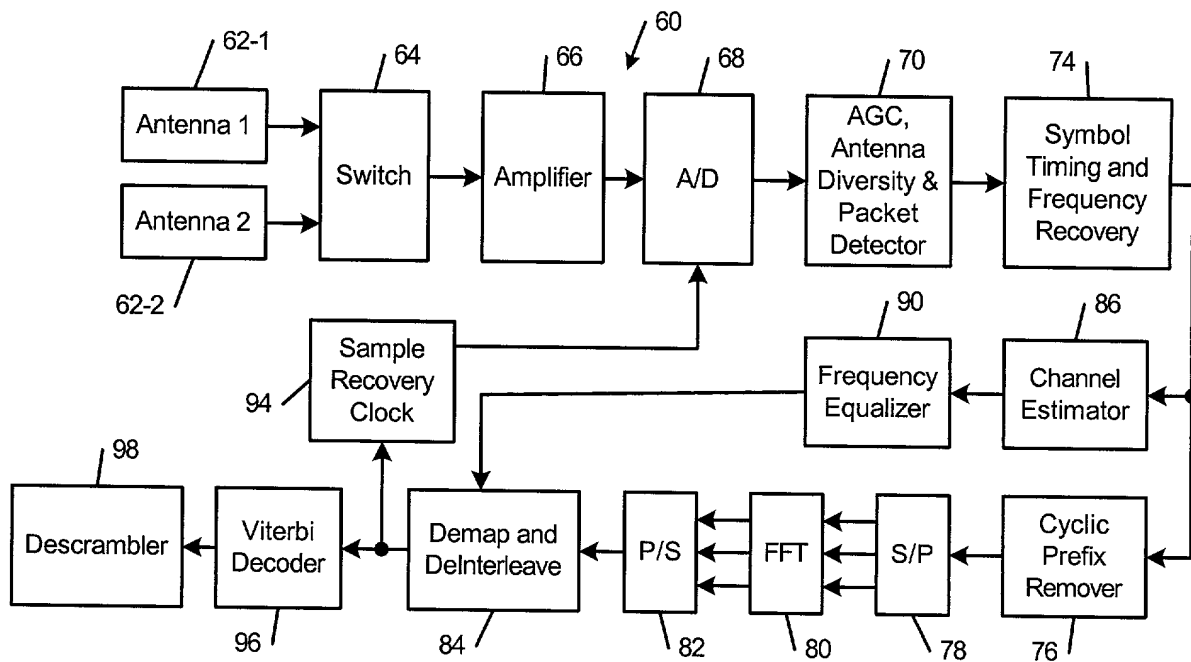 62-1
64
66
60
68
70
74
Antenna 1
Antenna 2
Switch
Amplifier
A/D
AGC,
Antenna
Diversity &
Packet
Detector
Symbol
Timing and
Frequency
Recovery
62-2
94
Sample
Recovery
Clock
90
Frequency
Equalizer
86
Channel
Estimator
98
Descrambler
Viterbi
Decoder
Demap and
DeInterleave
P/S
FFT
S/P
Cyclic
Prefix
Remover
96
84
82
80
78
76